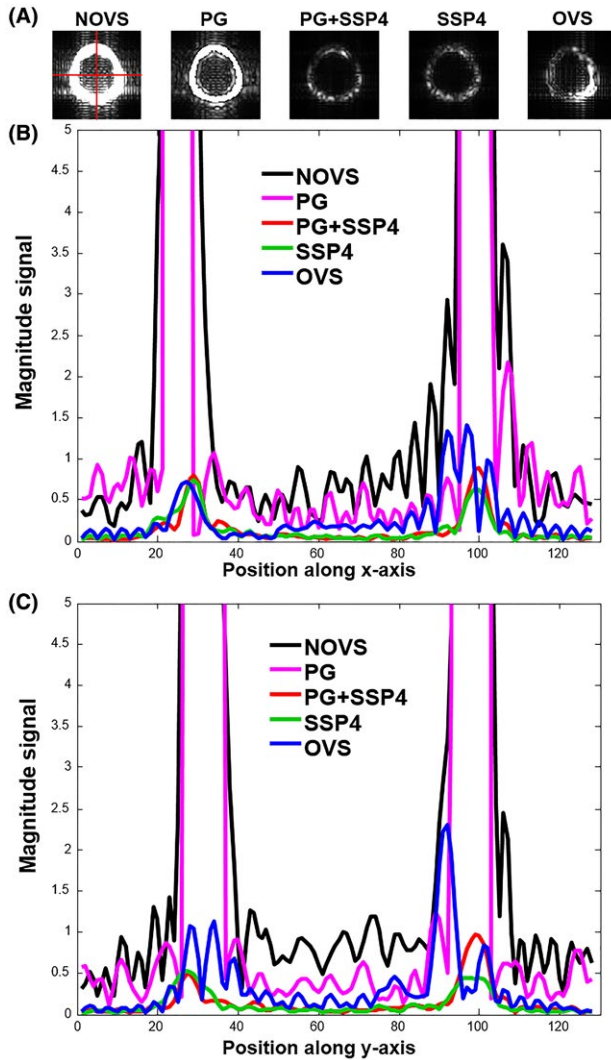 (A)
NOVS PG PG+SSP4 SSP4 OVS
(B)
5
4.5
4
3.5
3
2.5
2
1.5
1
0.5
0
Magnitude signal
NOVS
PG
PG+SSP4
SSP4
OVS
0 20 40 60 80 100 120
Position along x-axis
(C)
5
4.5
4
3.5
3
2.5
2
1.5
1
0.5
0
Magnitude signal
NOVS
PG
PG+SSP4
SSP4
OVS
0 20 40 60 80 100 120
Position along y-axis